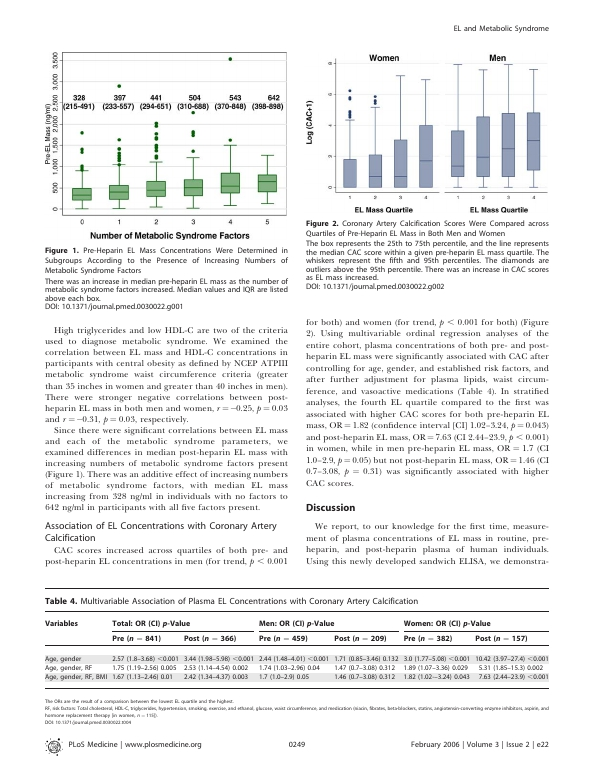 EL and Metabolic Syndrome
3,500
3,000
2,500
2,000
1,500
1,000
500
0
Pre-EL Mass (ng/ml)
328 397 441 504 543 642
(215-491) (233-557) (294-651) (310-688) (370-848) (398-898)
0 1 2 3 4 5
Number of Metabolic Syndrome Factors
Figure 1. Pre-Heparin EL Mass Concentrations Were Determined in
Subgroups According to the Presence of Increasing Numbers of
Metabolic Syndrome Factors
There was an increase in median pre-heparin EL mass as the number of
metabolic syndrome factors increased. Median values and IQR are listed
above each box.
DOI: 10.1371/journal.pmed.0030022.g001
High triglycerides and low HDL-C are two of the criteria
used to diagnose metabolic syndrome. We examined the
correlation between EL mass and HDL-C concentrations in
participants with central obesity as defined by NCEP ATPIII
metabolic syndrome waist circumference criteria (greater
than 35 inches in women and greater than 40 inches in men).
There were stronger negative correlations between post-
heparin EL mass in both men and women, r = −0.25, p = 0.03
and r = −0.31, p = 0.03, respectively.
Since there were significant correlations between EL mass
and each of the metabolic syndrome parameters, we
examined differences in median post-heparin EL mass with
increasing numbers of metabolic syndrome factors present
(Figure 1). There was an additive effect of increasing numbers
of metabolic syndrome factors, with median EL mass
increasing from 328 ng/ml in individuals with no factors to
642 ng/ml in participants with all five factors present.
Association of EL Concentrations with Coronary Artery
Calcification
CAC scores increased across quartiles of both pre- and
post-heparin EL concentrations in men (for trend, p < 0.001
Women Men
8
6
4
2
0
Log (CAC+1)
1 2 3 4 1 2 3 4
EL Mass Quartile EL Mass Quartile
Figure 2. Coronary Artery Calcification Scores Were Compared across
Quartiles of Pre-Heparin EL Mass in Both Men and Women
The box represents the 25th to 75th percentile, and the line represents
the median CAC score within a given pre-heparin EL mass quartile. The
whiskers represent the fifth and 95th percentiles. The diamonds are
outliers above the 95th percentile. There was an increase in CAC scores
as EL mass increased.
DOI: 10.1371/journal.pmed.0030022.g002
for both) and women (for trend, p < 0.001 for both) (Figure
2). Using multivariable ordinal regression analyses of the
entire cohort, plasma concentrations of both pre- and post-
heparin EL mass were significantly associated with CAC after
controlling for age, gender, and established risk factors, and
after further adjustment for plasma lipids, waist circum-
ference, and vasoactive medications (Table 4). In stratified
analyses, the fourth EL quartile compared to the first was
associated with higher CAC scores for both pre-heparin EL
mass, OR = 1.82 (confidence interval [CI] 1.02–3.24, p = 0.043)
and post-heparin EL mass, OR = 7.63 (CI 2.44–23.9, p < 0.001)
in women, while in men pre-heparin EL mass, OR = 1.7 (CI
1.0–2.9, p = 0.05) but not post-heparin EL mass, OR = 1.46 (CI
0.7–3.08, p = 0.31) was significantly associated with higher
CAC scores.
Discussion
We report, to our knowledge for the first time, measure-
ment of plasma concentrations of EL mass in routine, pre-
heparin, and post-heparin plasma of human individuals.
Using this newly developed sandwich ELISA, we demonstra-
Table 4. Multivariable Association of Plasma EL Concentrations with Coronary Artery Calcification
Variables Total: OR (CI) p-Value Men: OR (CI) p-Value Women: OR (CI) p-Value
Pre (n = 841) Post (n = 366) Pre (n = 459) Post (n = 209) Pre (n = 382) Post (n = 157)
Age, gender 2.57 (1.8–3.68) <0.001 3.44 (1.98–5.98) <0.001 2.44 (1.48–4.01) <0.001 1.71 (0.85–3.46) 0.132 3.0 (1.77–5.08) <0.001 10.42 (3.97–27.4) <0.001
Age, gender, RF 1.75 (1.19–2.56) 0.005 2.53 (1.14–4.54) 0.002 1.74 (1.03–2.96) 0.04 1.47 (0.7–3.08) 0.312 1.89 (1.07–3.36) 0.029 5.31 (1.85–15.3) 0.002
Age, gender, RF, BMI 1.67 (1.13–2.46) 0.01 2.42 (1.34–4.37) 0.003 1.7 (1.0–2.9) 0.05 1.46 (0.7–3.08) 0.312 1.82 (1.02–3.24) 0.043 7.63 (2.44–23.9) <0.001
The ORs are the result of a comparison between the lowest EL quartile and the highest.
RF, risk factors: Total cholesterol, HDL-C, triglycerides, hypertension, smoking, exercise, and ethanol, glucose, waist circumference, and medication (niacin, fibrates, beta-blockers, statins, angiotensin-converting enzyme inhibitors, aspirin, and
hormone replacement therapy [in women, n = 115]).
DOI: 10.1371/journal.pmed.0030022.t004
PLoS Medicine | www.plosmedicine.org 0249 February 2006 | Volume 3 | Issue 2 | e22